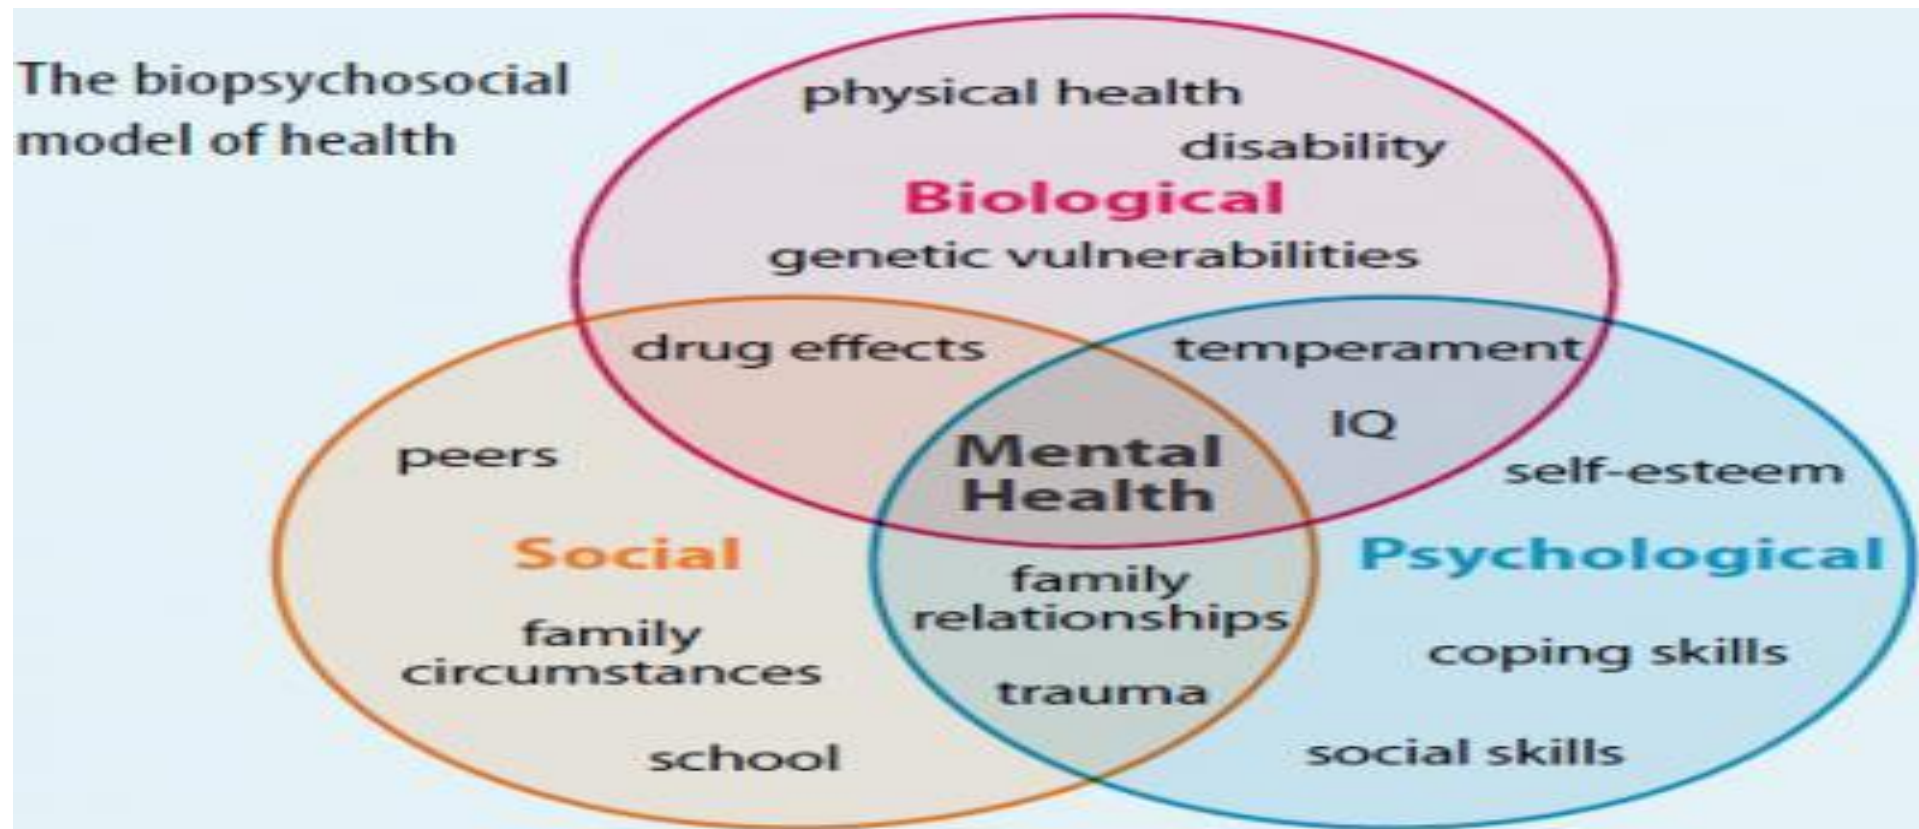 The biopsychosocial
model of health
physical health
disability
Biological
genetic vulnerabilities
drug effects
temperament
IQ
peers
Mental
Health
self-esteem
Social
Psychological
family
relationships
family
circumstances
coping skills
trauma
school
social skills